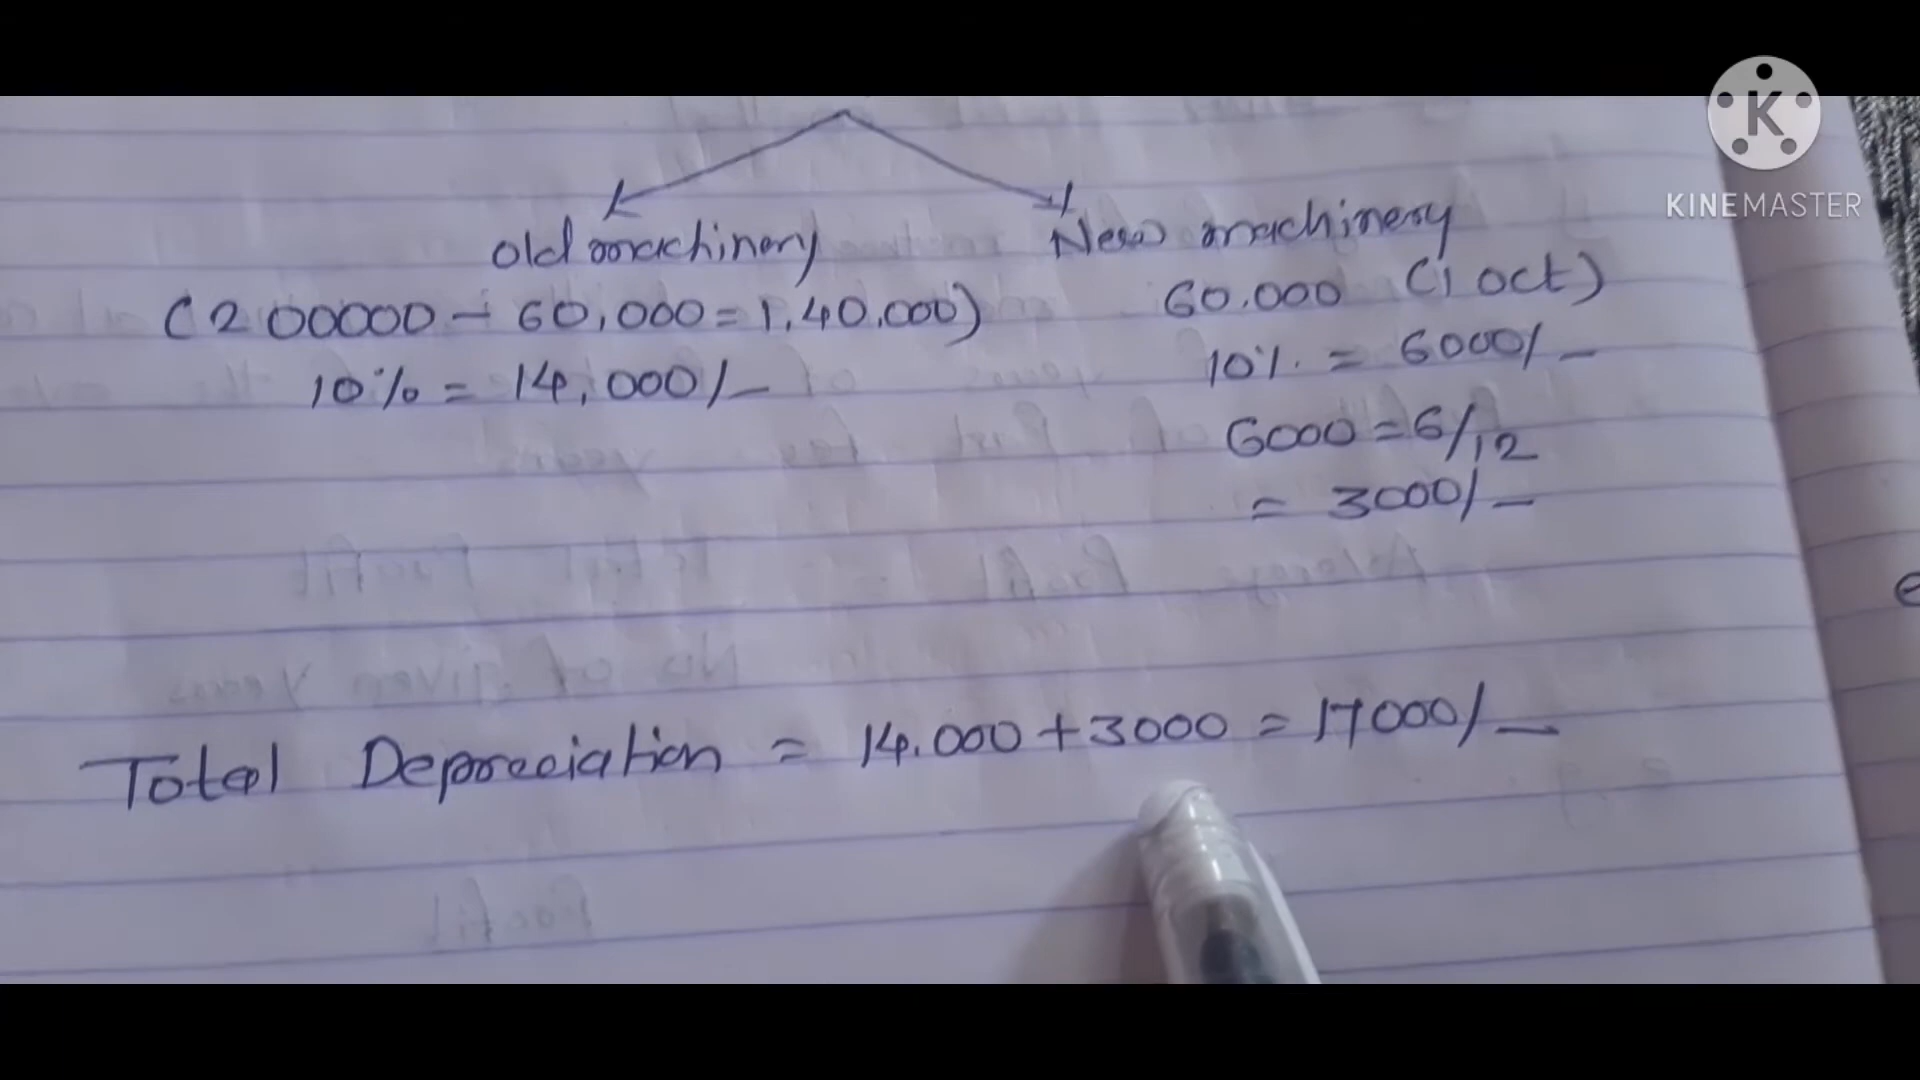 K
KINEMASTER
old machinery
New machinery
(200000 - 60,000 = 1,40,000)
60.000 (1 oct)
10% = 14,000/-
10% = 6000/-
6000 = 6/12
= 3000/-
Total Depreciation = 14.000 + 3000 = 17000/-